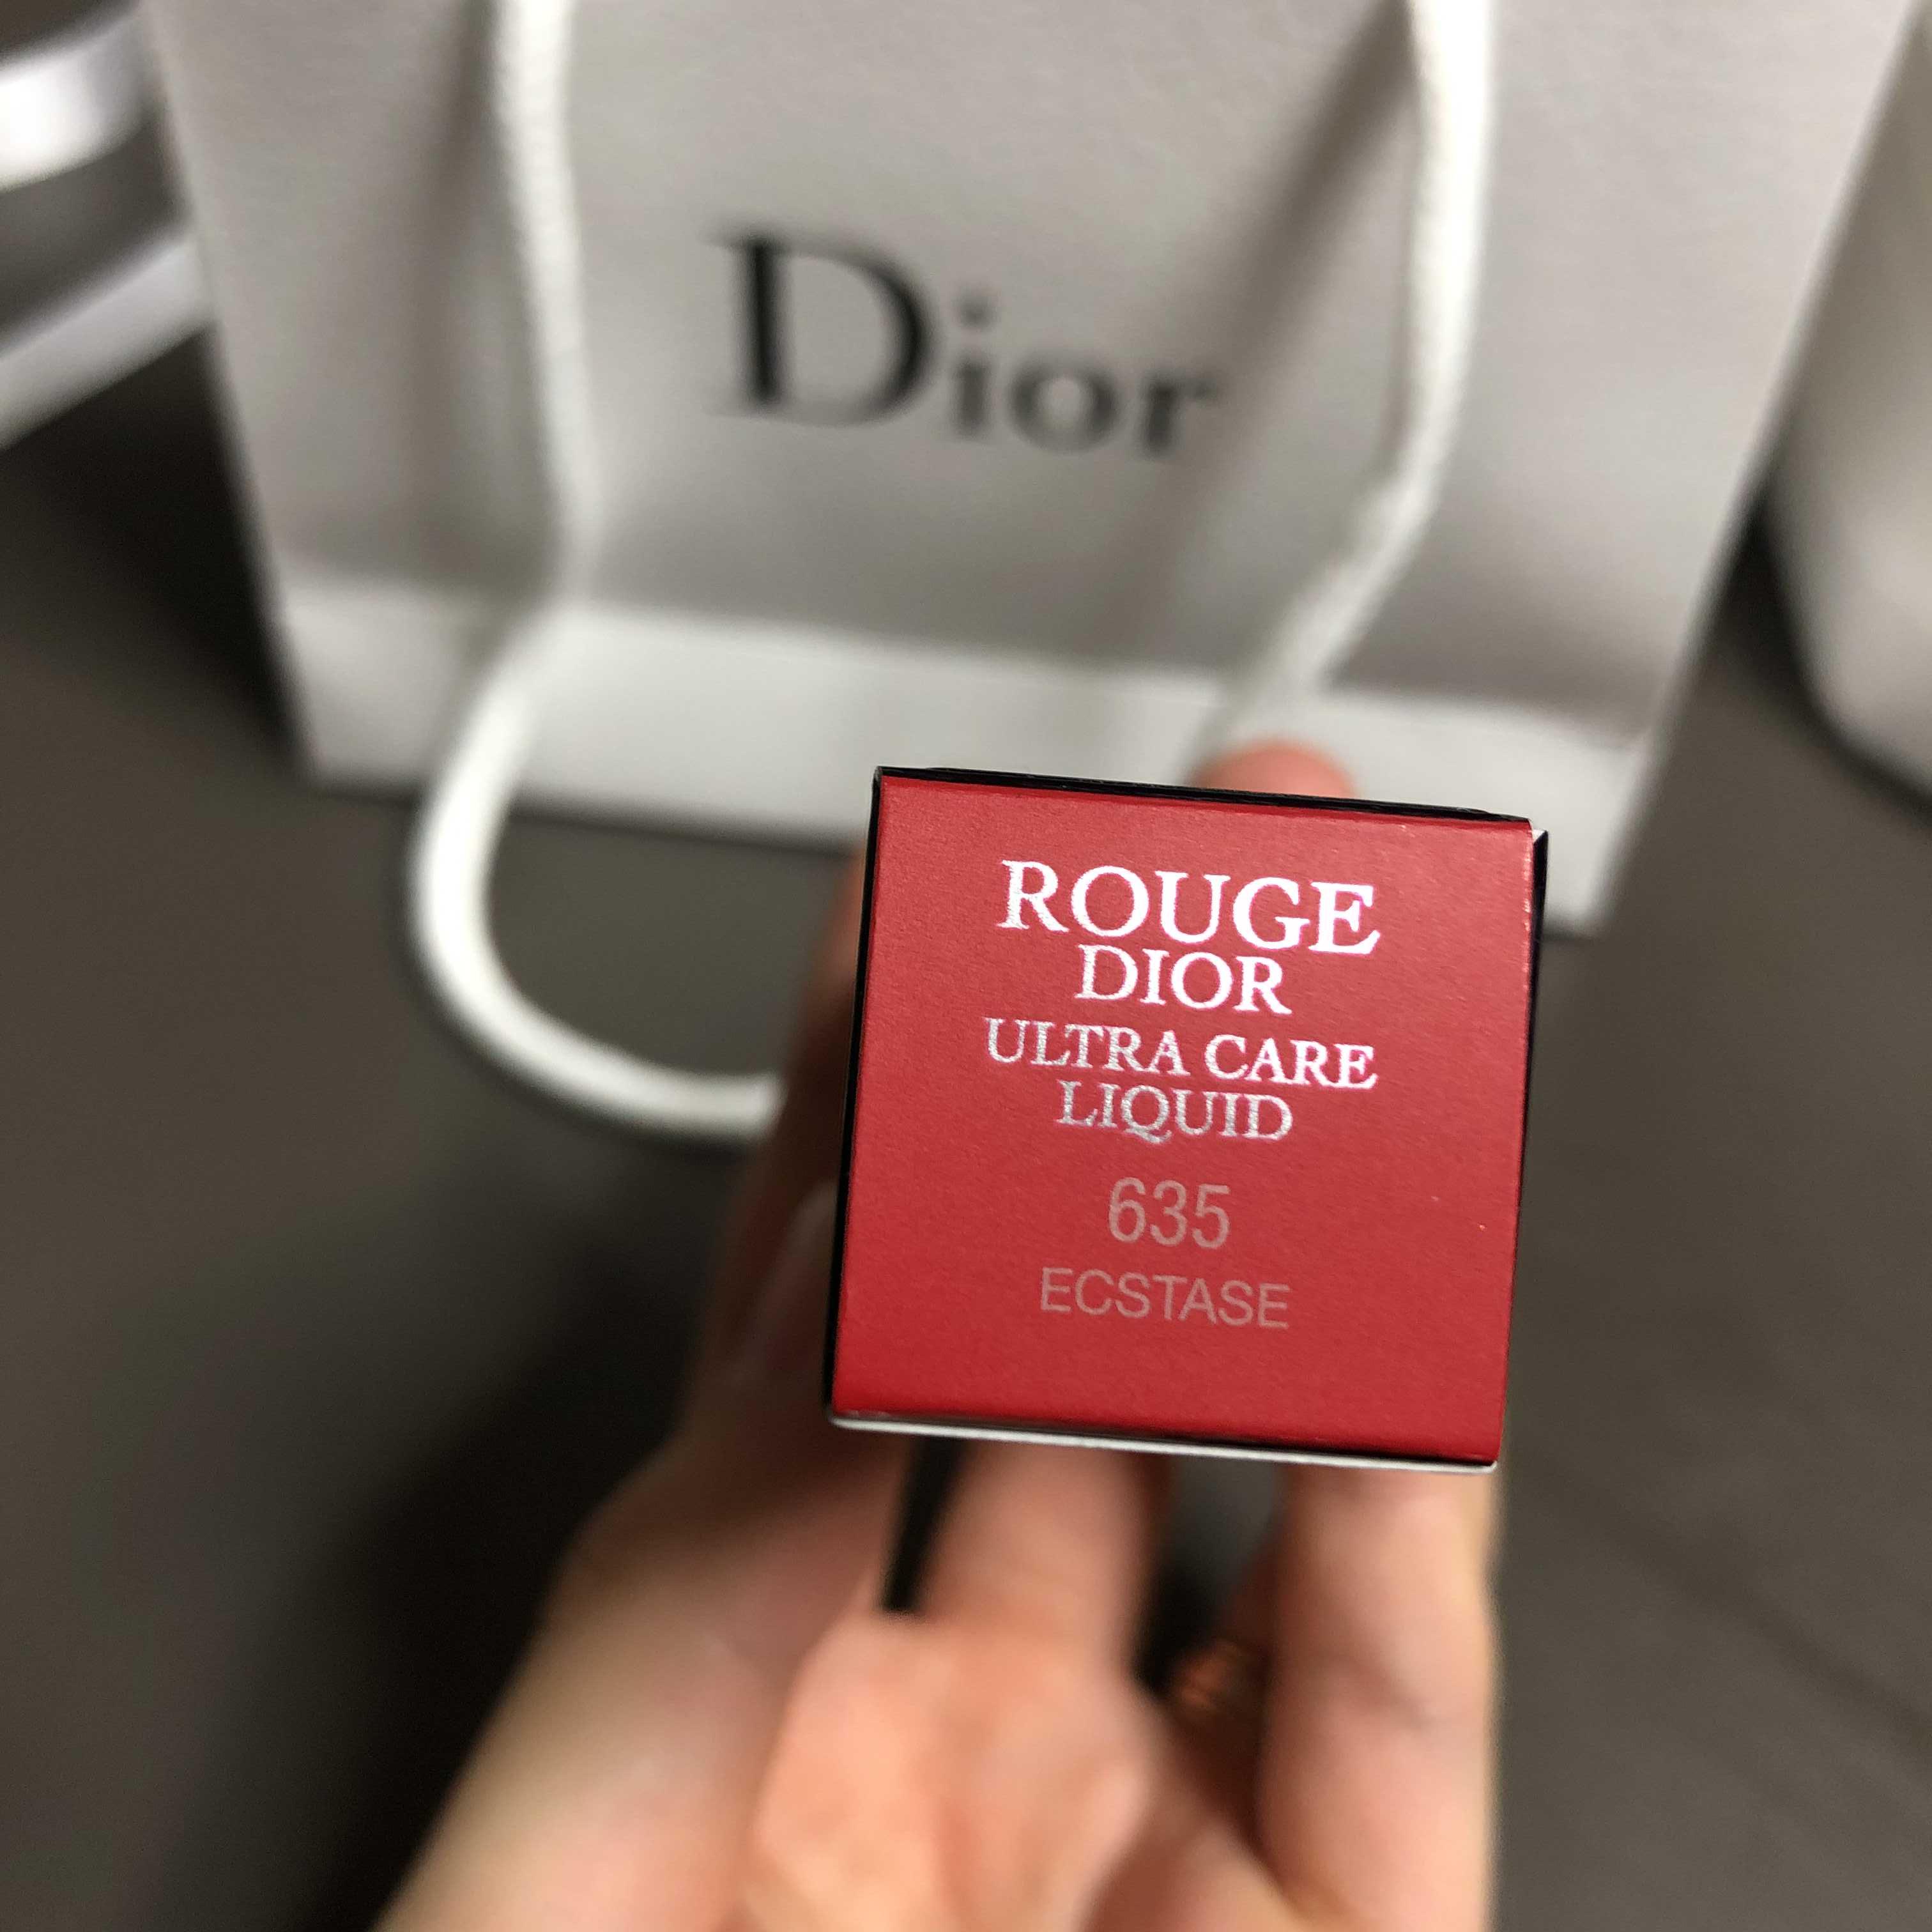 Dior
ROUGE
DIOR
ULTRA CARE
LIQUID
635
ECSTASE